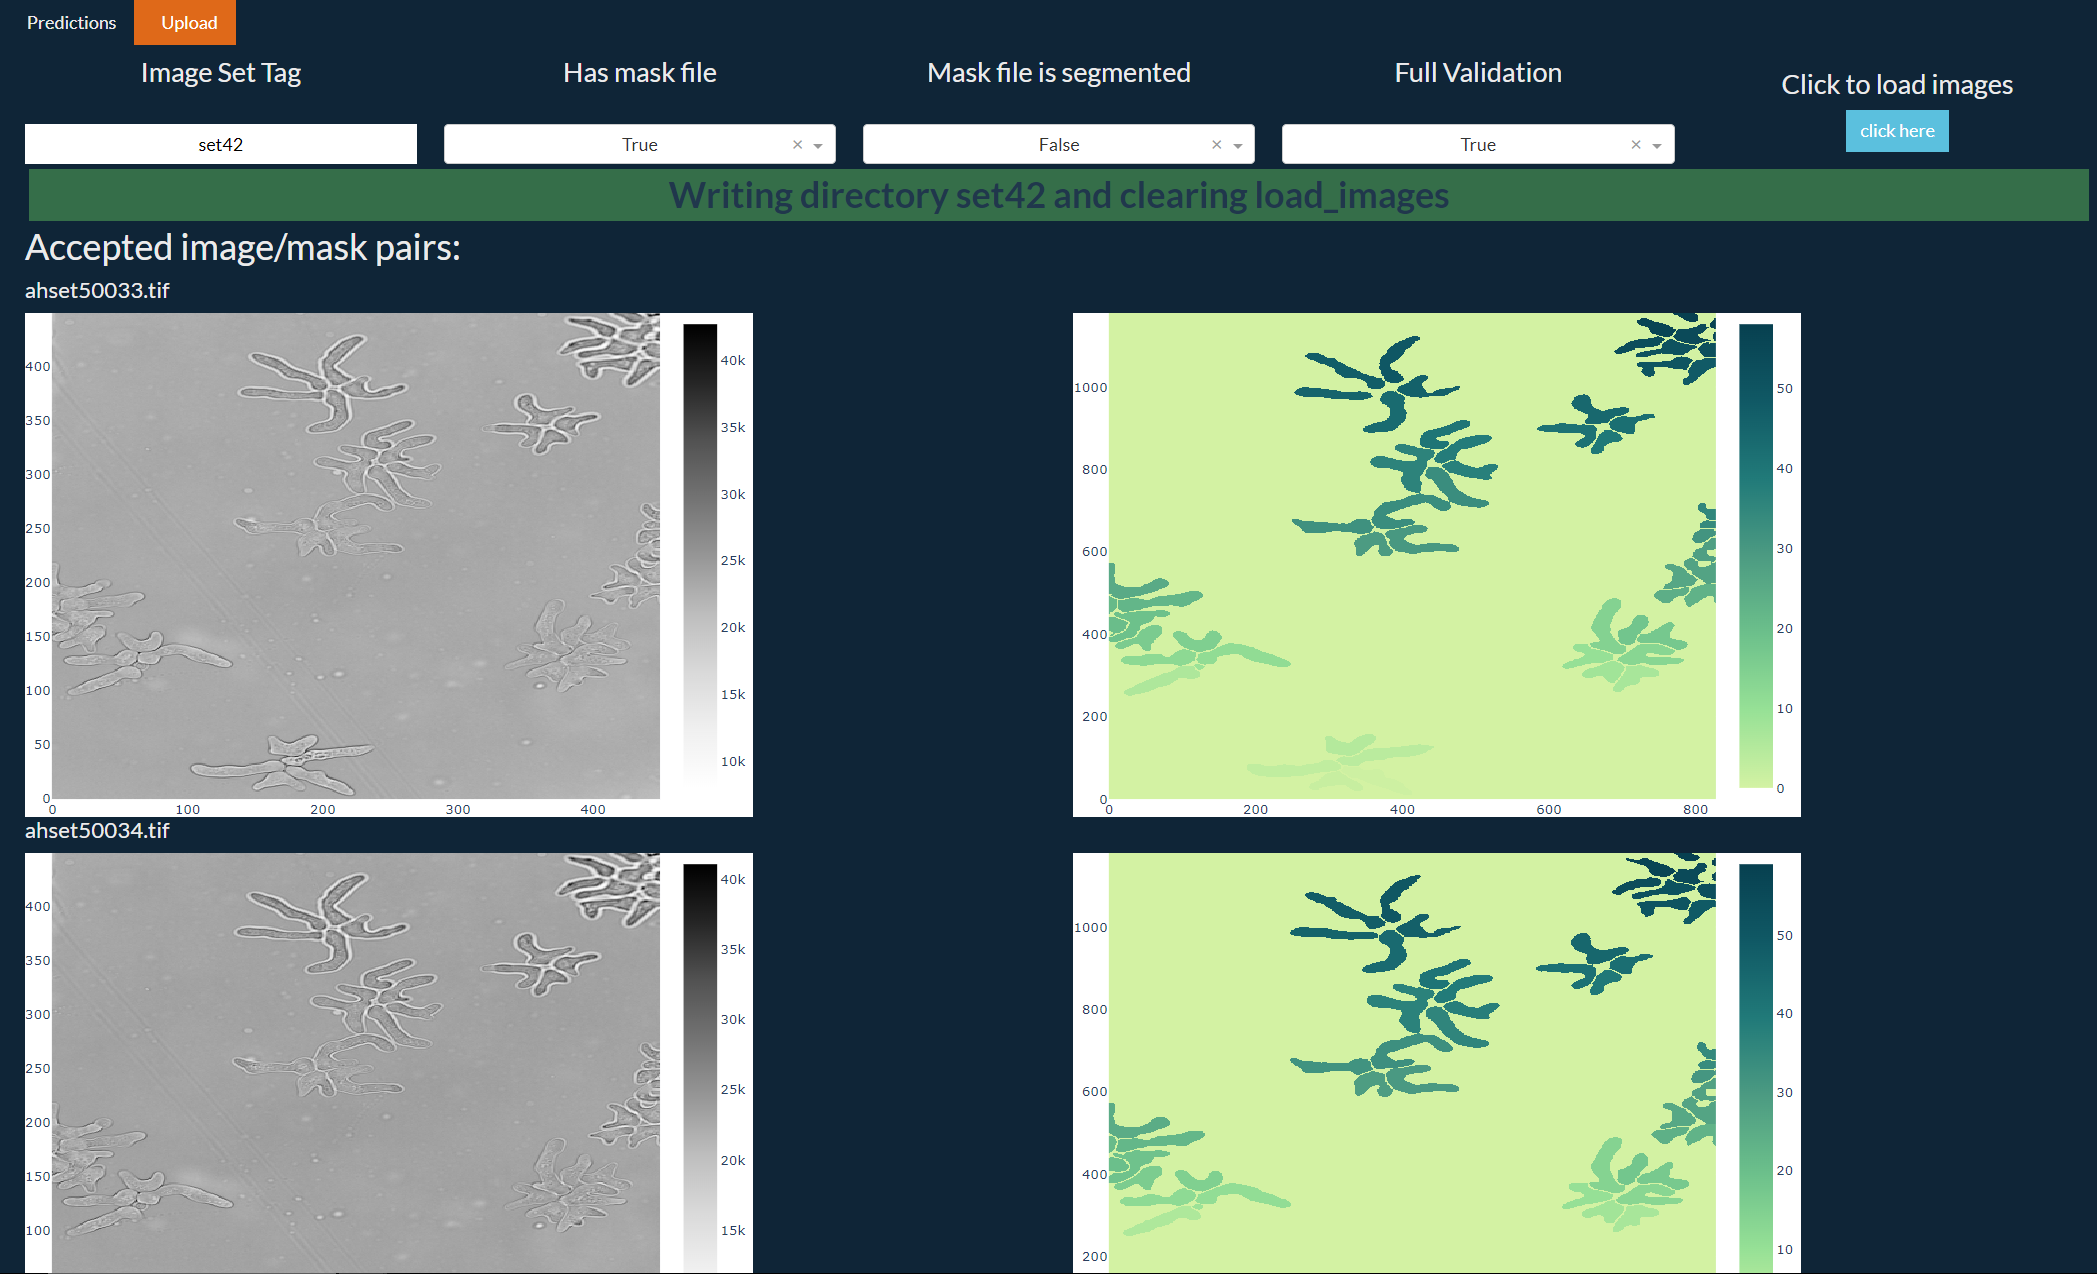 Predictions Upload
Image Set Tag Has mask file Mask file is segmented Full Validation Click to load images
set42 True × False × True × click here
Writing directory set42 and clearing load_images
Accepted image/mask pairs:
ahset50033.tif
400
350
300
250
200
150
100
50
0
0 100 200 300 400
40k
35k
30k
25k
20k
15k
10k
1000
800
600
400
200
0
0 200 400 600 800
50
40
30
20
10
0
ahset50034.tif
400
350
300
250
200
150
100
40k
35k
30k
25k
20k
15k
1000
800
600
400
200
50
40
30
20
10